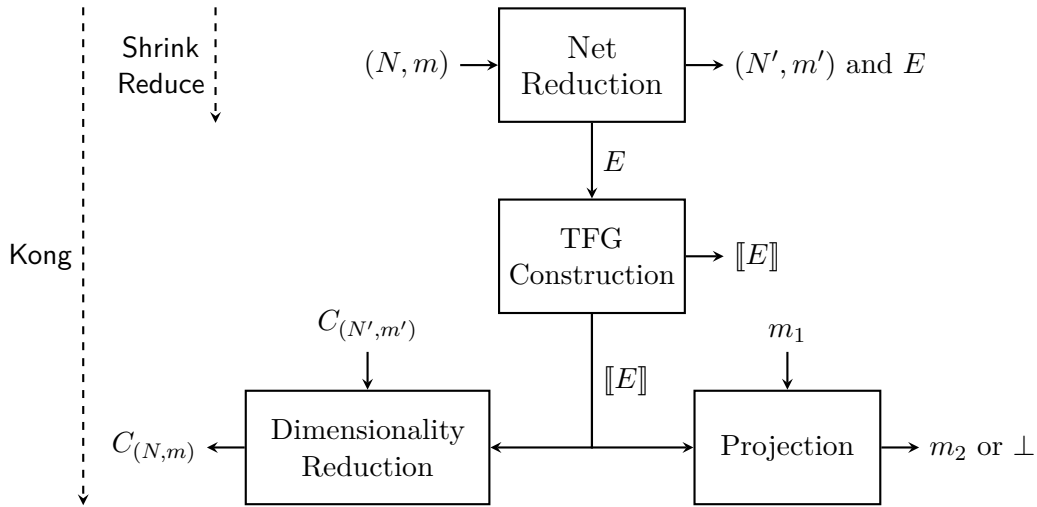 Shrink
Reduce
(N, m)
Net
Reduction
(N′, m′) and E
E
Kong
TFG
Construction
⟦E⟧
C(N′,m′)
⟦E⟧
m₁
C(N,m)
Dimensionality
Reduction
Projection
m₂ or ⊥